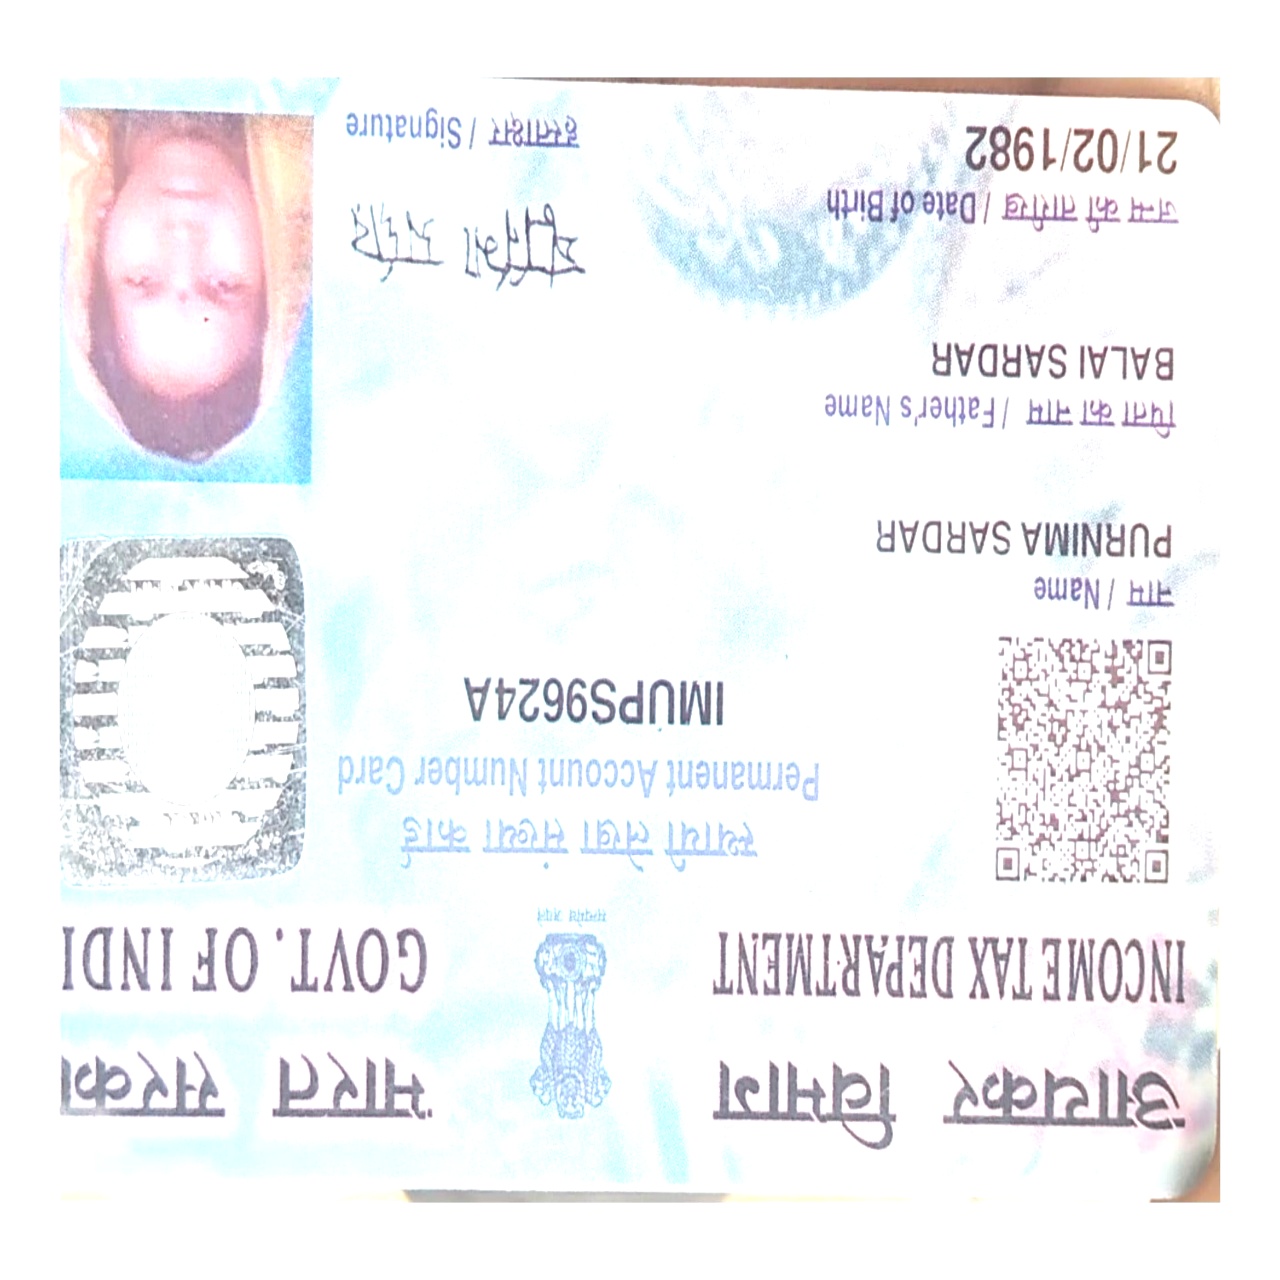 आयकर विभाग
INCOME TAX DEPARTMENT
सत्यमेव जयते
भारत सरका
GOVT. OF INDI
स्थायी लेखा संख्या कार्ड
Permanent Account Number Card
IMUPS9624A
नाम / Name
PURNIMA SARDAR
पिता का नाम / Father's Name
BALAI SARDAR
जन्म की तारीख / Date of Birth
21/02/1982
পূর্নিমা সর্দার
हस्ताक्षर / Signature